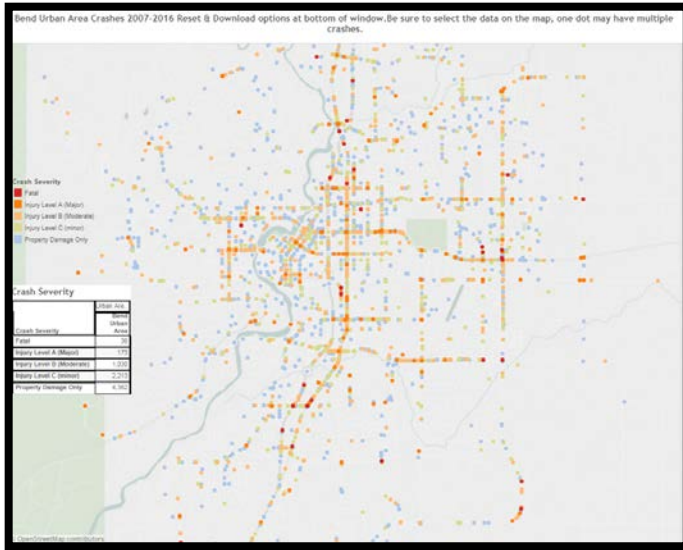 Bend Urban Area Crashes 2007-2016 Reset & Download options at bottom of window.Be sure to select the data on the map, one dot may have multiple
crashes.
Crash Severity
Fatal
Injury Level A (Major)
Injury Level B (Moderate)
Injury Level C (minor)
Property Damage Only
Crash Severity
Urban Are..
Bend
Urban
Crash Severity Area
Fatal
Injury Level A (Major)
Injury Level B (Moderate)
Injury Level C (minor)
Property Damage Only
OpenStreetMap contributors